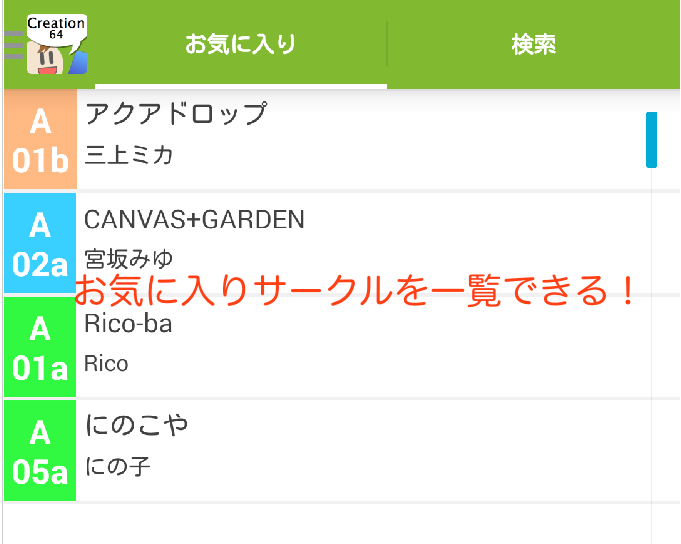 Creation
64
お気に入り
検索
A
01b
アクアドロップ
三上ミカ
A
02a
CANVAS+GARDEN
宮坂みゆ
お気に入りサークルを一覧できる！
A
01a
Rico-ba
Rico
A
05a
にのこや
にの子